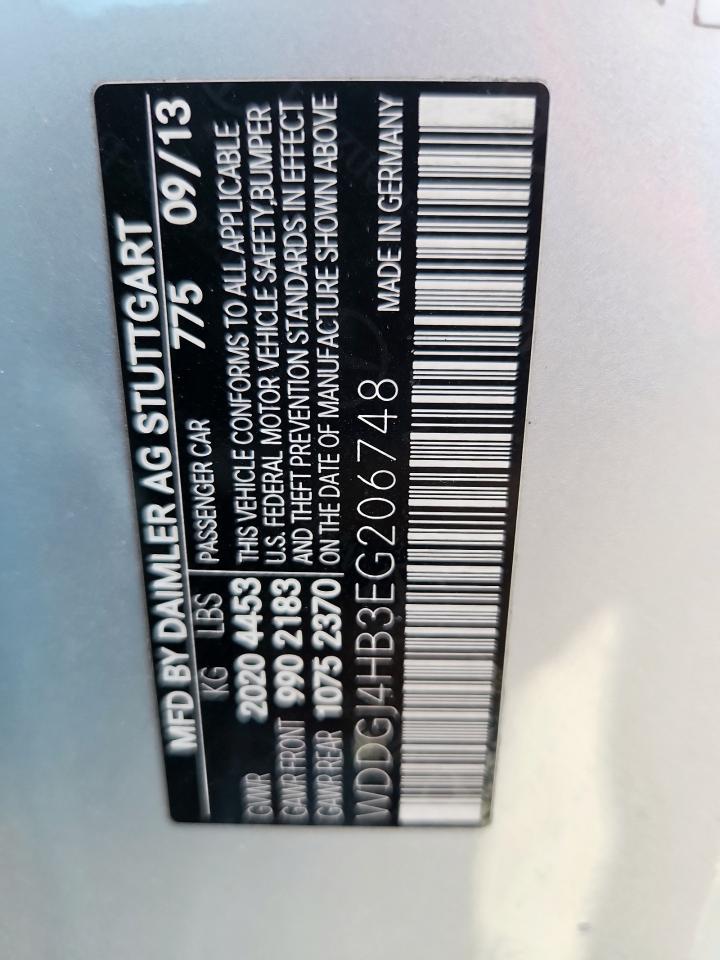 MFD BY DAIMLER AG STUTTGART
775 09/13
KG LBS PASSENGER CAR
GVWR 2020 4453 THIS VEHICLE CONFORMS TO ALL APPLICABLE
U.S. FEDERAL MOTOR VEHICLE SAFETY,BUMPER
GAWR FRONT 990 2183 AND THEFT PREVENTION STANDARDS IN EFFECT
GAWR REAR 1075 2370 ON THE DATE OF MANUFACTURE SHOWN ABOVE
WDDGJ4HB3EG206748 MADE IN GERMANY